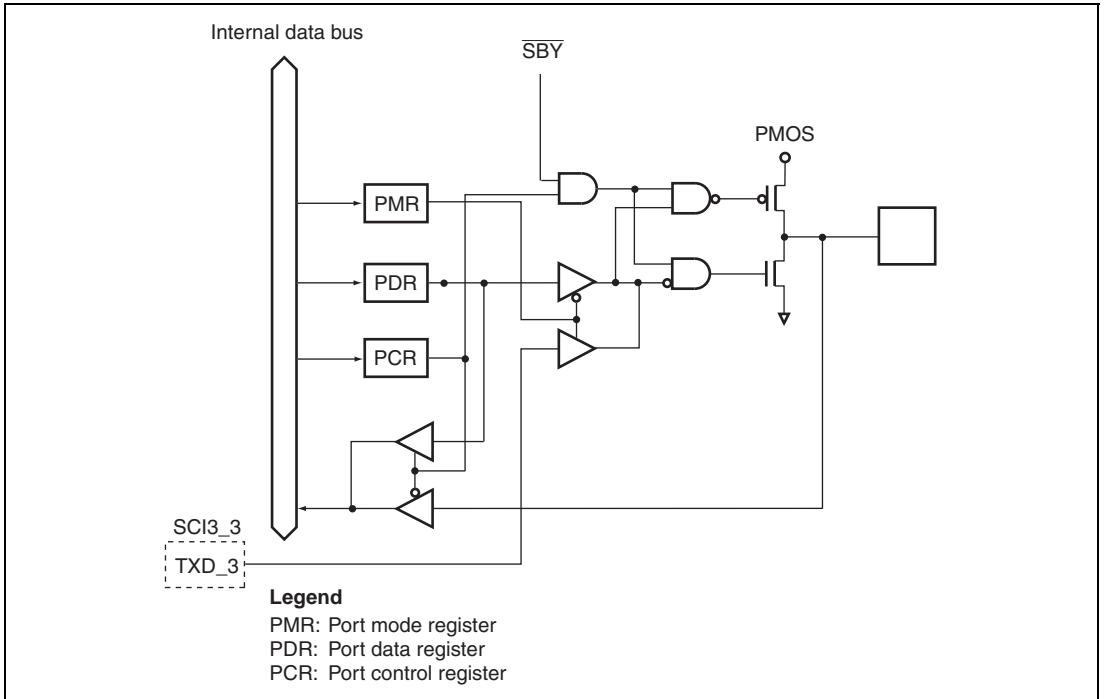 Internal data bus
S̅B̅Y̅
PMOS
PMR
PDR
PCR
SCI3_3
TXD_3
Legend
PMR: Port mode register
PDR: Port data register
PCR: Port control register